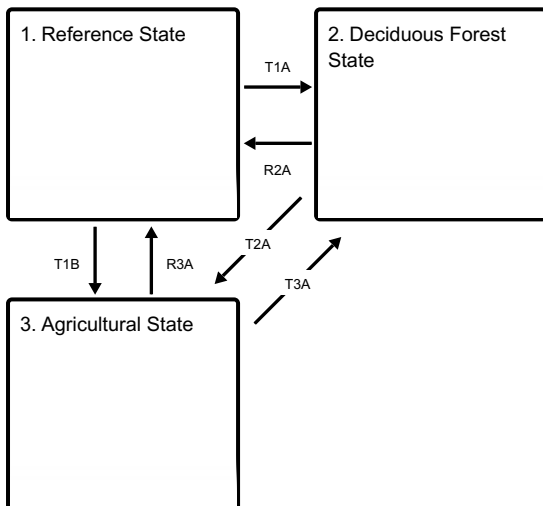 1. Reference State
2. Deciduous Forest
State
T1A
R2A
T1B
R3A
T2A
T3A
3. Agricultural State